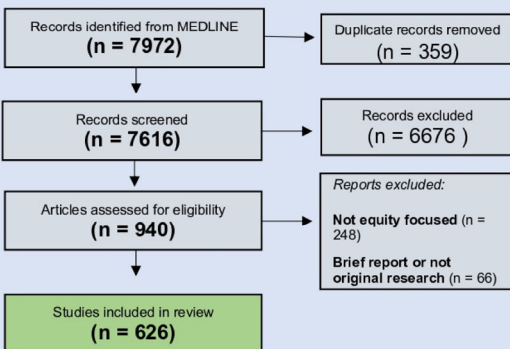 Records identified from MEDLINE
(n = 7972)
Duplicate records removed
(n = 359)
Records screened
(n = 7616)
Records excluded
(n = 6676 )
Articles assessed for eligibility
(n = 940)
Reports excluded:
Not equity focused (n =
248)
Brief report or not
original research (n = 66)
Studies included in review
(n = 626)